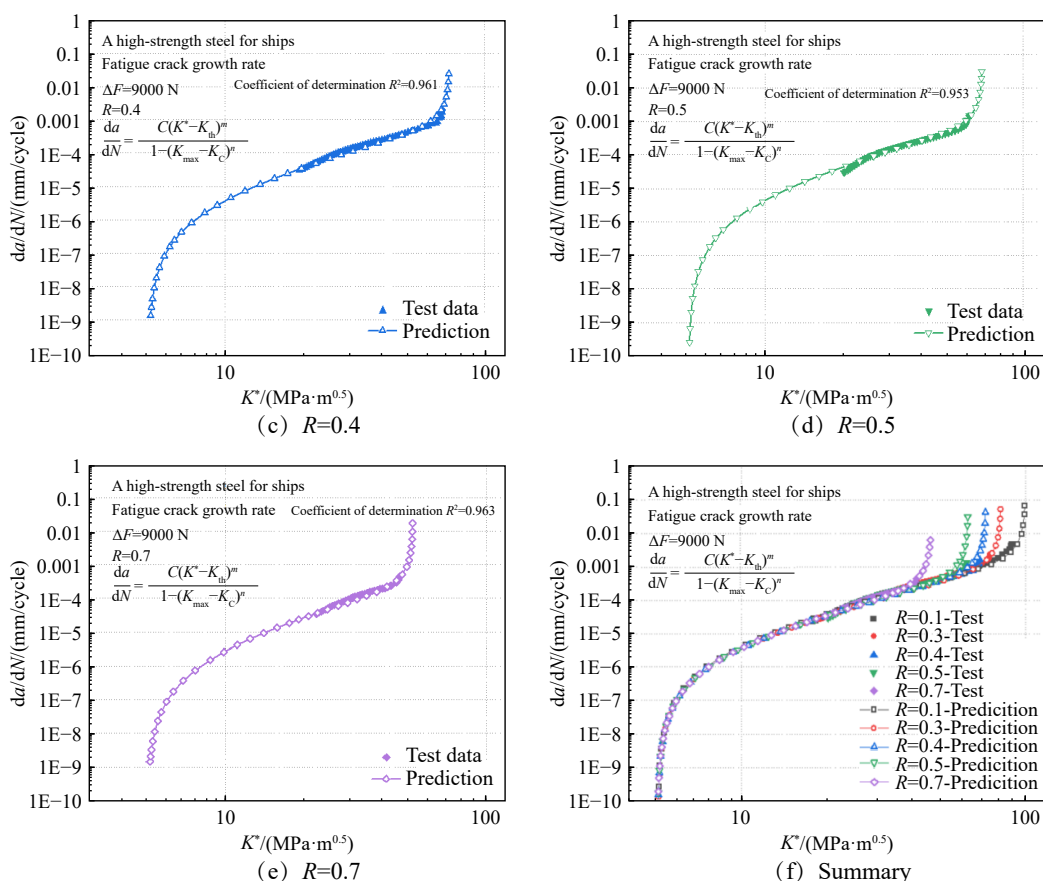 1
0.1
0.01
0.001
1E−4
1E−5
1E−6
1E−7
1E−8
1E−9
1E−10
da/dN/(mm/cycle)
A high-strength steel for ships
Fatigue crack growth rate
ΔF=9000 N
Coefficient of determination R²=0.961
R=0.4
da/dN = C(K*−K_th)^m / 1−(K_max−K_C)^n
Test data
Prediction
10
100
K*/(MPa·m^0.5)
(c) R=0.4
1
0.1
0.01
0.001
1E−4
1E−5
1E−6
1E−7
1E−8
1E−9
1E−10
da/dN/(mm/cycle)
A high-strength steel for ships
Fatigue crack growth rate
ΔF=9000 N
Coefficient of determination R²=0.953
R=0.5
da/dN = C(K*−K_th)^m / 1−(K_max−K_C)^n
Test data
Prediction
10
100
K*/(MPa·m^0.5)
(d) R=0.5
1
0.1
0.01
0.001
1E−4
1E−5
1E−6
1E−7
1E−8
1E−9
1E−10
da/dN/(mm/cycle)
A high-strength steel for ships
Fatigue crack growth rate
Coefficient of determination R²=0.963
ΔF=9000 N
R=0.7
da/dN = C(K*−K_th)^m / 1−(K_max−K_C)^n
Test data
Prediction
10
100
K*/(MPa·m^0.5)
(e) R=0.7
1
0.1
0.01
0.001
1E−4
1E−5
1E−6
1E−7
1E−8
1E−9
1E−10
da/dN/(mm/cycle)
A high-strength steel for ships
Fatigue crack growth rate
ΔF=9000 N
da/dN = C(K*−K_th)^m / 1−(K_max−K_C)^n
R=0.1-Test
R=0.3-Test
R=0.4-Test
R=0.5-Test
R=0.7-Test
R=0.1-Predicition
R=0.3-Predicition
R=0.4-Predicition
R=0.5-Predicition
R=0.7-Predicition
10
100
K*/(MPa·m^0.5)
(f) Summary